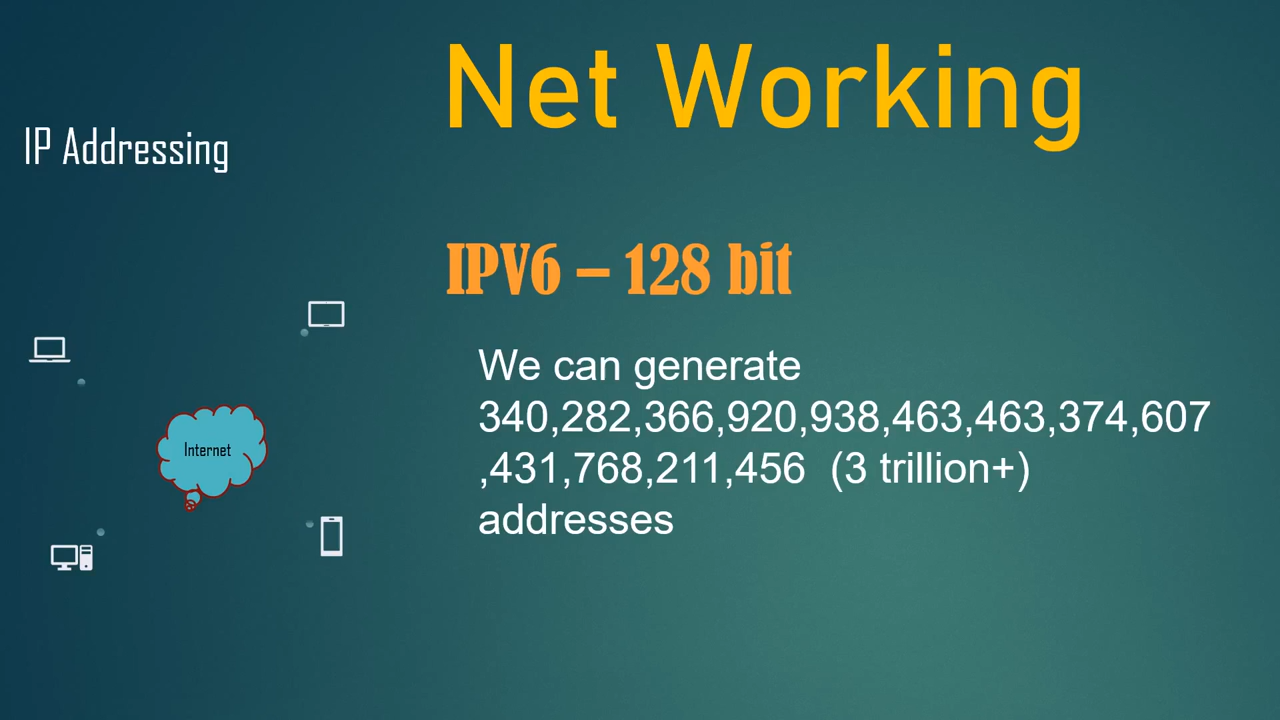 Net Working
IP Addressing
IPV6 – 128 bit
We can generate
340,282,366,920,938,463,463,374,607
,431,768,211,456 (3 trillion+)
addresses
Internet